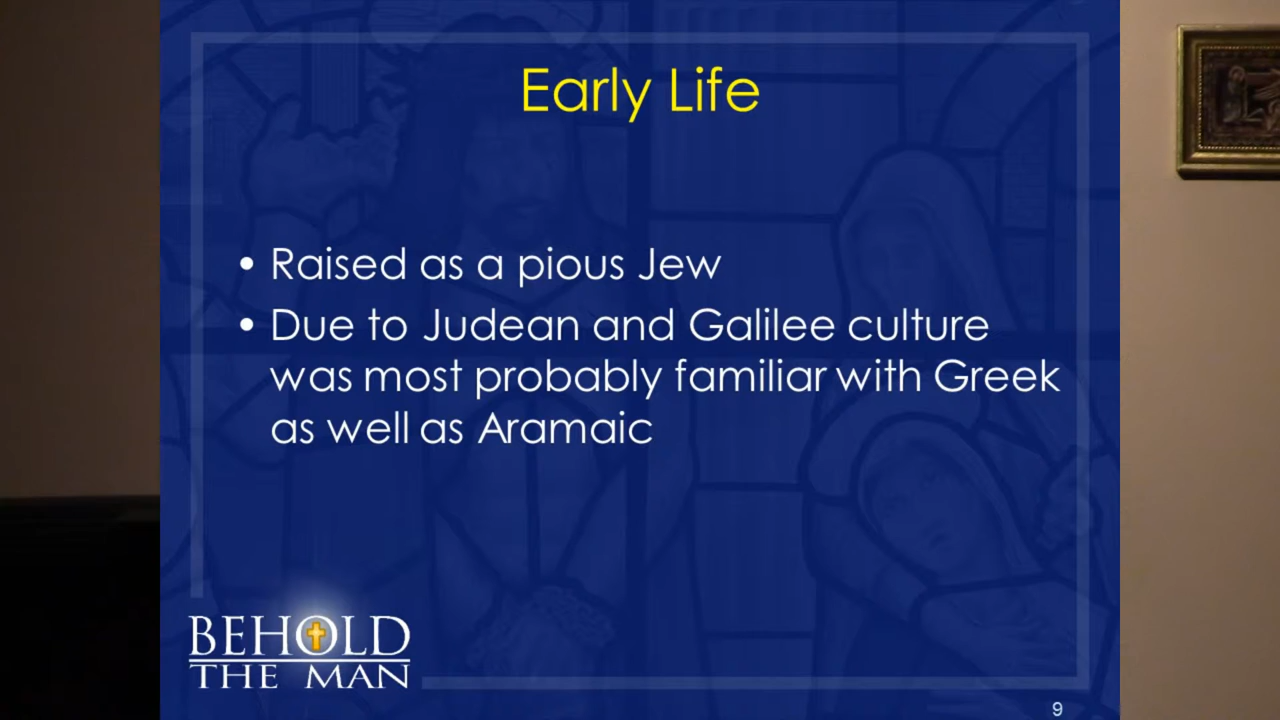 Early Life
• Raised as a pious Jew
• Due to Judean and Galilee culture
was most probably familiar with Greek
as well as Aramaic
BEHOLD
THE MAN
9